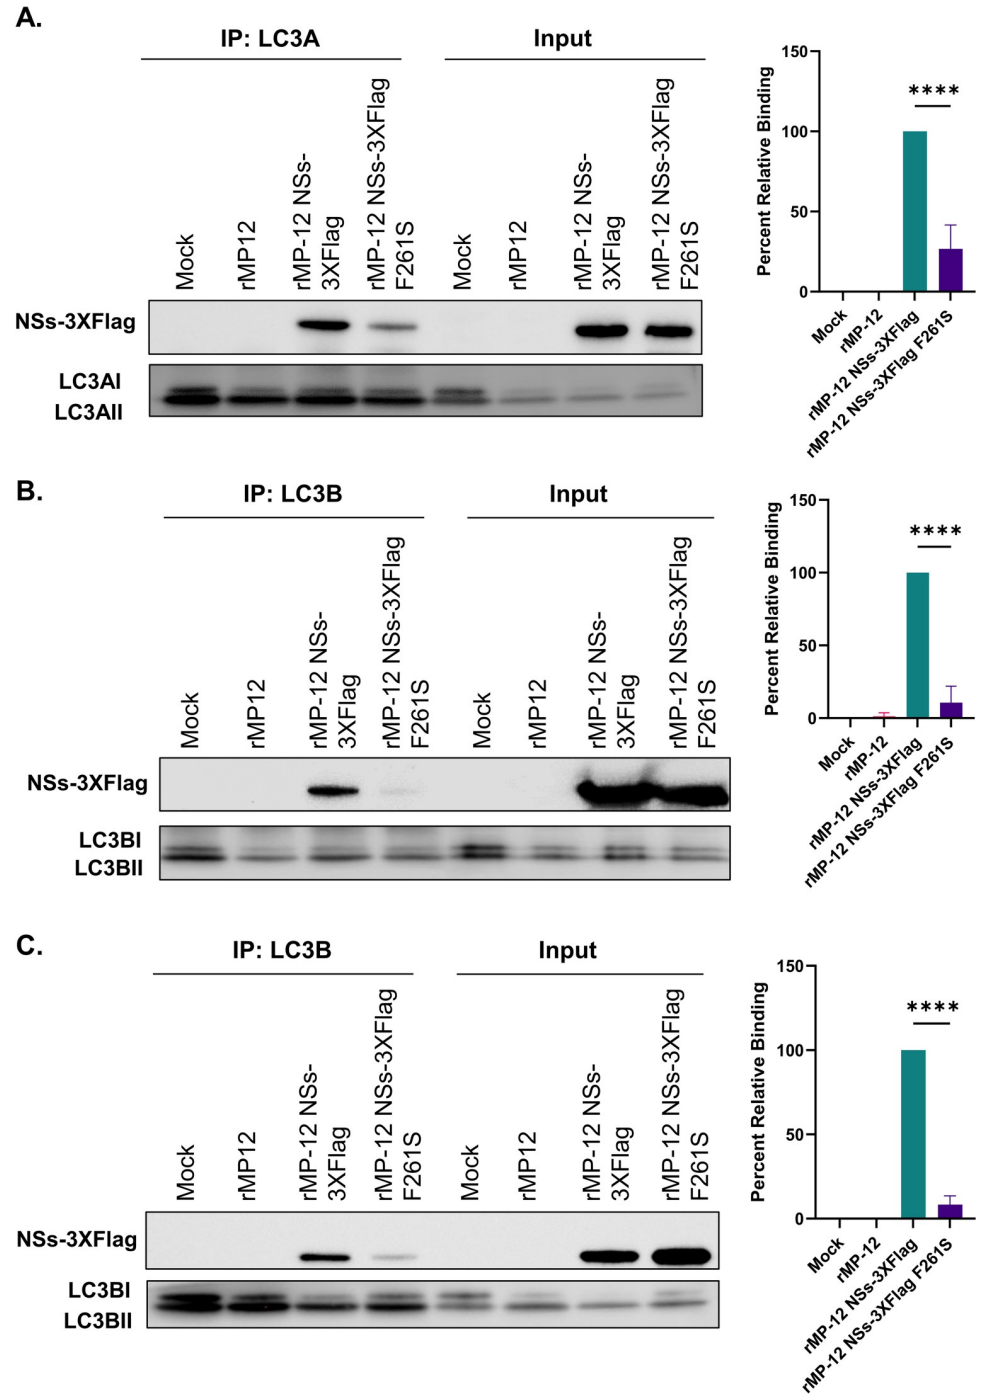 A.
IP: LC3A
Input
Mock
rMP12
rMP-12 NSs-
3XFlag
rMP-12 NSs-3XFlag
F261S
Mock
rMP12
rMP-12 NSs-
3XFlag
rMP-12 NSs-3XFlag
F261S
NSs-3XFlag
LC3AI
LC3AII
Percent Relative Binding
150
100
50
0
****
Mock
rMP-12
rMP-12 NSs-3XFlag
rMP-12 NSs-3XFlag F261S
B.
IP: LC3B
Input
Mock
rMP12
rMP-12 NSs-
3XFlag
rMP-12 NSs-3XFlag
F261S
Mock
rMP12
rMP-12 NSs-
3XFlag
rMP-12 NSs-3XFlag
F261S
NSs-3XFlag
LC3BI
LC3BII
Percent Relative Binding
150
100
50
0
****
Mock
rMP-12
rMP-12 NSs-3XFlag
rMP-12 NSs-3XFlag F261S
C.
IP: LC3B
Input
Mock
rMP12
rMP-12 NSs-
3XFlag
rMP-12 NSs-3XFlag
F261S
Mock
rMP12
rMP-12 NSs-
3XFlag
rMP-12 NSs-3XFlag
F261S
NSs-3XFlag
LC3BI
LC3BII
Percent Relative Binding
150
100
50
0
****
Mock
rMP-12
rMP-12 NSs-3XFlag
rMP-12 NSs-3XFlag F261S